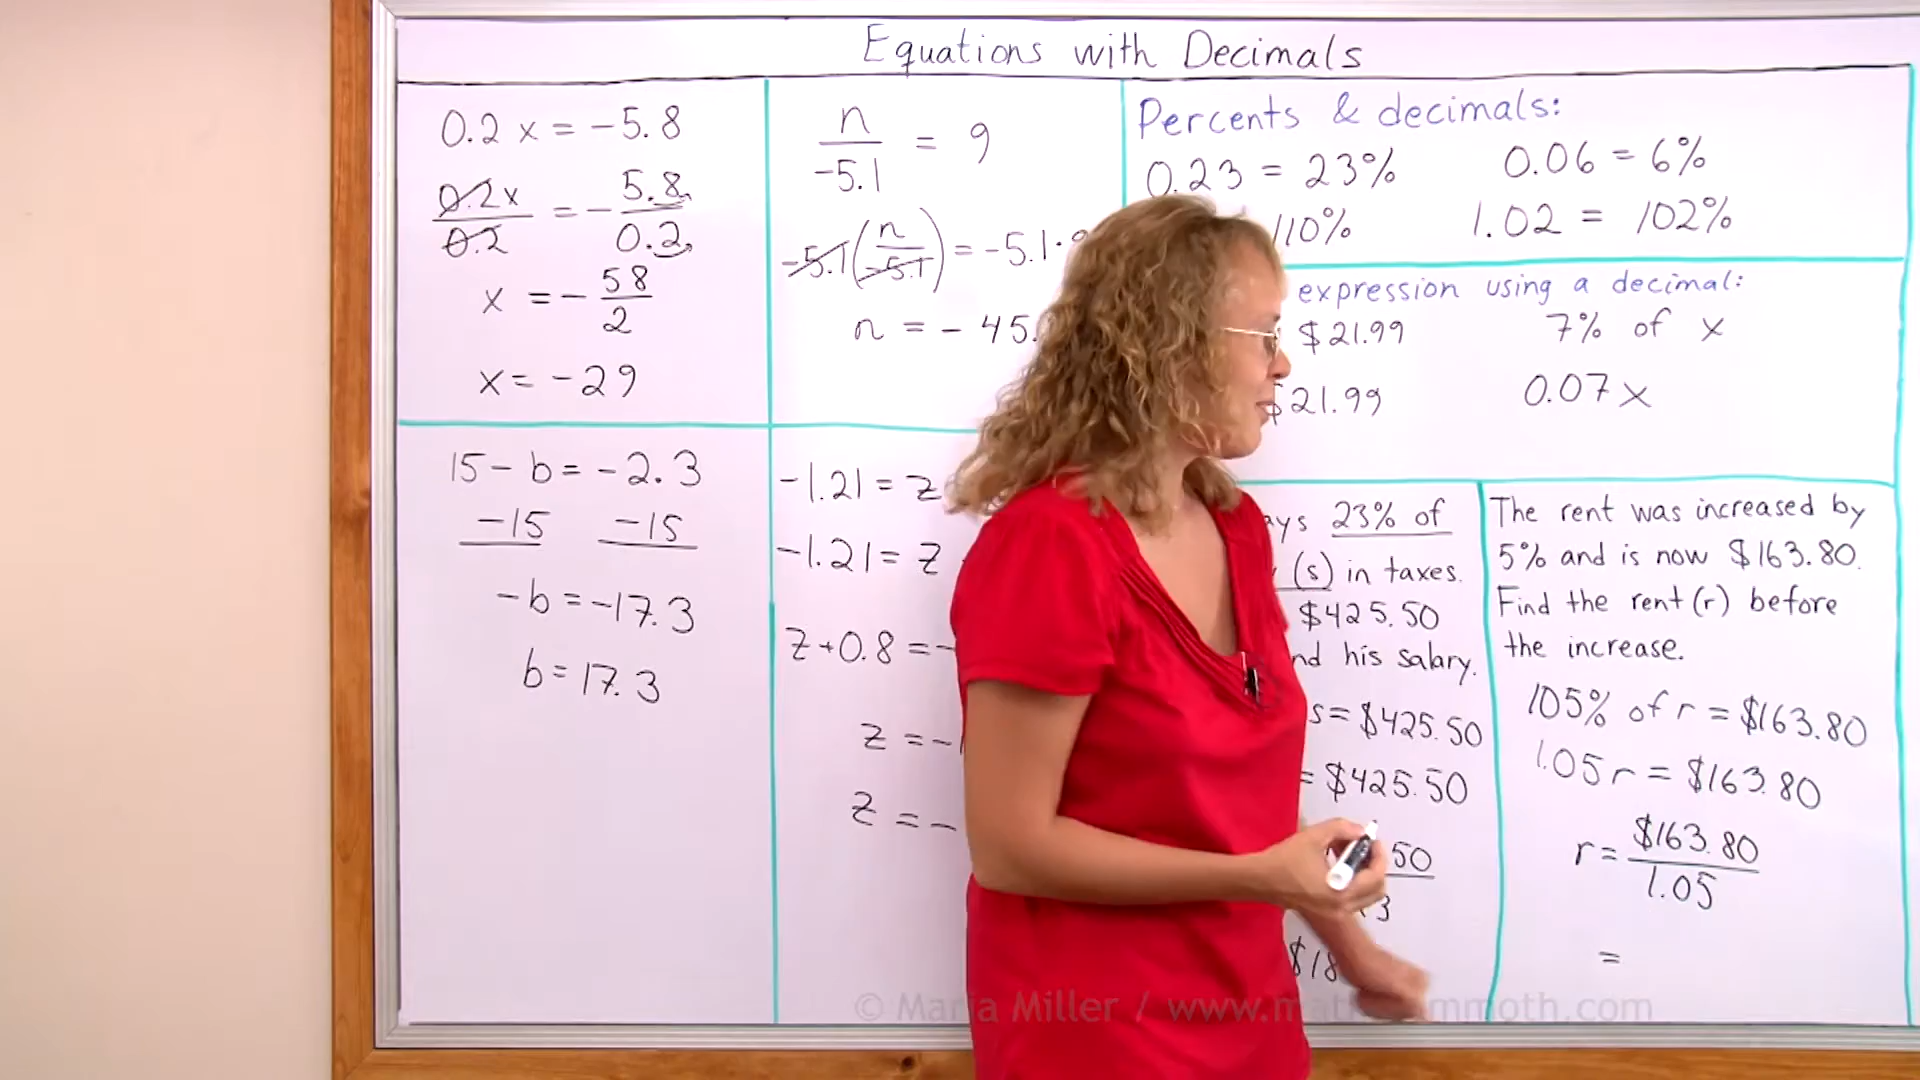 Equations with Decimals
0.2 x = -5.8
0.2x / 0.2 = - 5.8 / 0.2
x = - 58 / 2
x = -29
n / -5.1 = 9
-5.1 ( n / -5.1 ) = -5.1 ·
n = - 45.
Percents & decimals:
0.23 = 23% 0.06 = 6%
110% 1.02 = 102%
expression using a decimal:
$21.99 7% of x
$21.99 0.07 x
15 - b = -2.3
-15 -15
-b = -17.3
b = 17.3
-1.21 = z
-1.21 = z
z + 0.8 = -
z = -
z = -
23% of
(s) in taxes.
$425.50
his salary.
s = $425.50
= $425.50
50
3
$18
The rent was increased by
5% and is now $163.80.
Find the rent (r) before
the increase.
105% of r = $163.80
1.05 r = $163.80
r = $163.80 / 1.05
=
© Maria Miller / www.mathmammoth.com